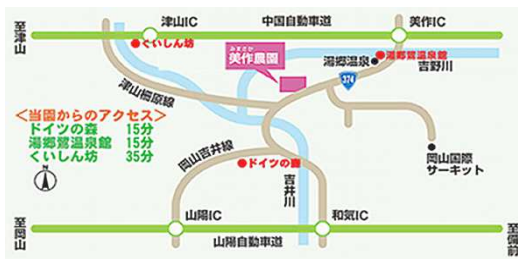 至津山
津山IC
中国自動車道
美作IC
くいしん坊
みまさか
美作農園
湯郷温泉
湯郷鷺温泉館
吉野川
374
津山柵原線
<当園からのアクセス>
ドイツの森 15分
湯郷鷺温泉館 15分
くいしん坊 35分
岡山吉井線
ドイツの森
吉井川
岡山国際
サーキット
N
至岡山
山陽IC
山陽自動車道
和気IC
至備前